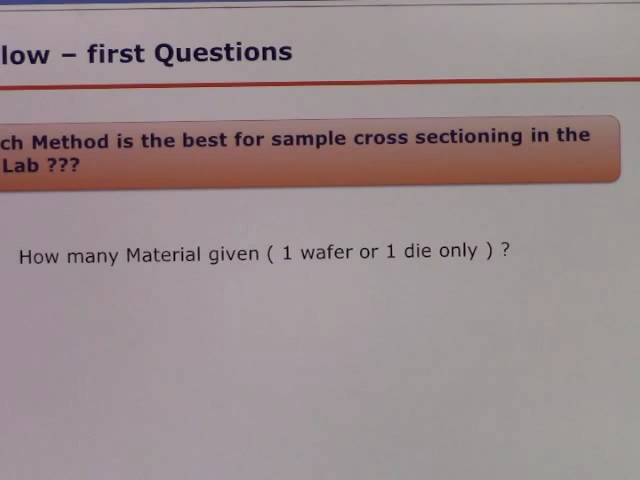 low – first Questions
ch Method is the best for sample cross sectioning in the
Lab ???
How many Material given ( 1 wafer or 1 die only ) ?